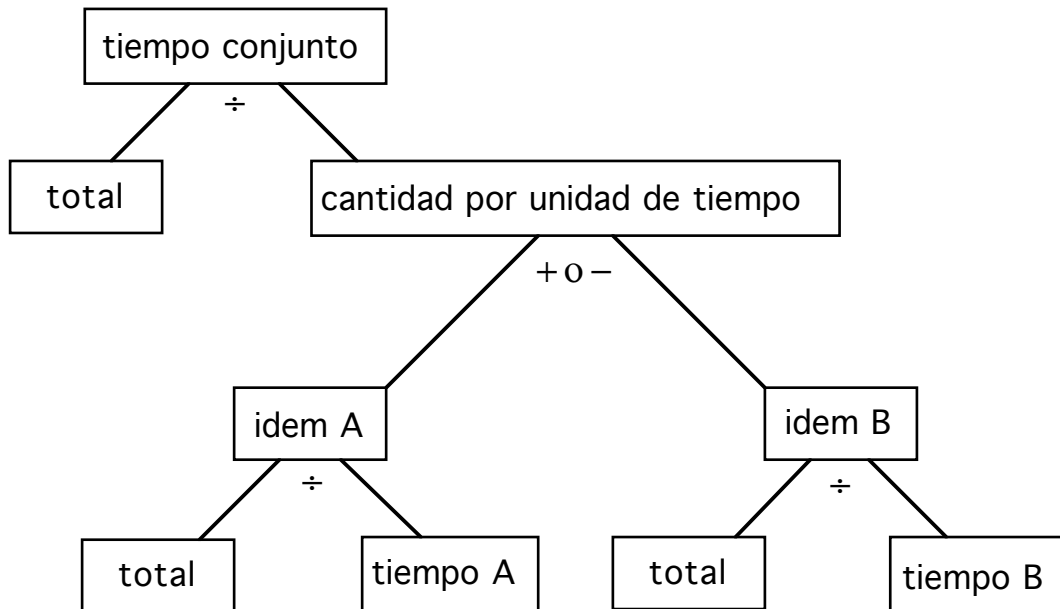 tiempo conjunto
÷
total
cantidad por unidad de tiempo
+ o −
idem A
idem B
÷
÷
total
tiempo A
total
tiempo B